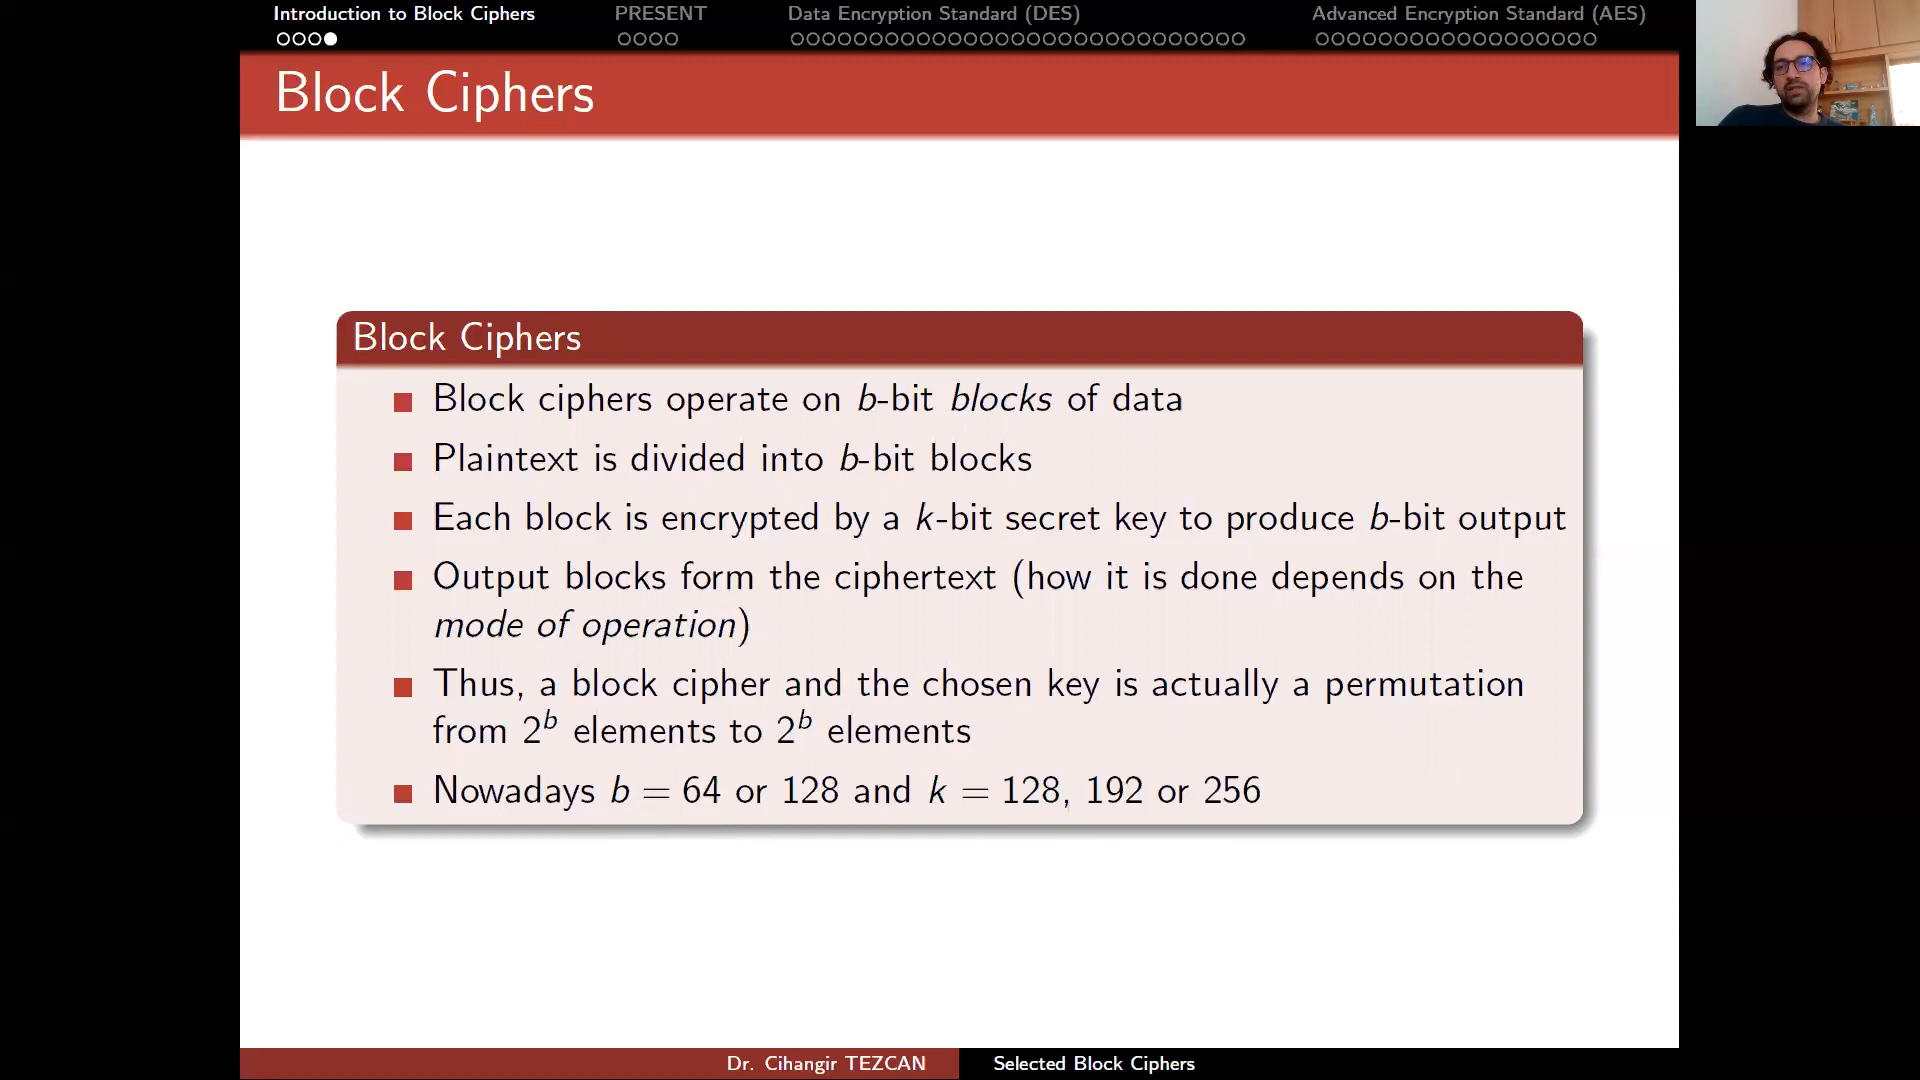 Introduction to Block Ciphers
PRESENT
Data Encryption Standard (DES)
Advanced Encryption Standard (AES)
Block Ciphers
Block Ciphers
Block ciphers operate on b-bit blocks of data
Plaintext is divided into b-bit blocks
Each block is encrypted by a k-bit secret key to produce b-bit output
Output blocks form the ciphertext (how it is done depends on the
mode of operation)
Thus, a block cipher and the chosen key is actually a permutation
from 2^b elements to 2^b elements
Nowadays b = 64 or 128 and k = 128, 192 or 256
Dr. Cihangir TEZCAN
Selected Block Ciphers